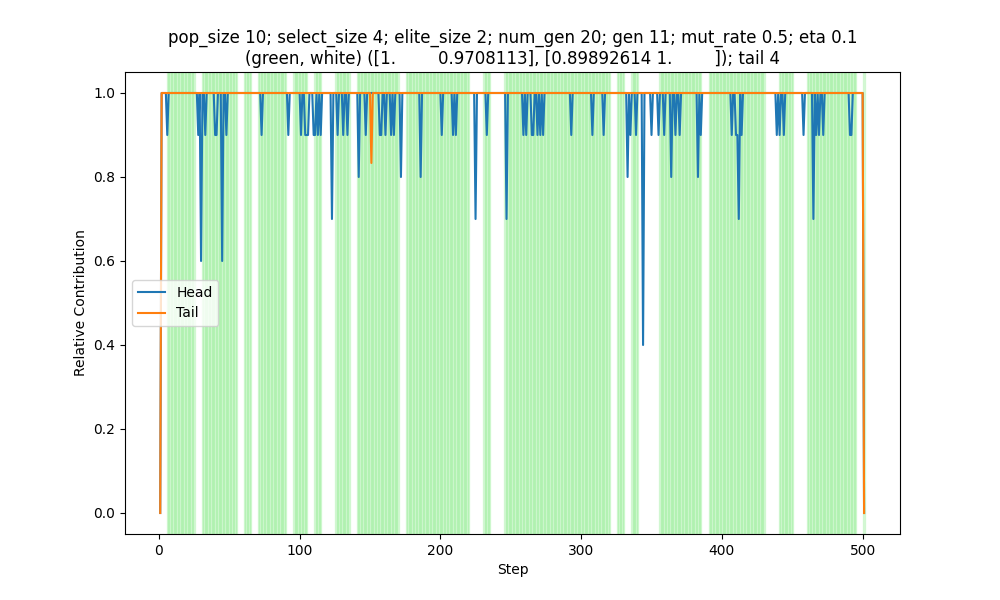 pop_size 10; select_size 4; elite_size 2; num_gen 20; gen 11; mut_rate 0.5; eta 0.1
(green, white) ([1.        0.9708113], [0.89892614 1.        ]); tail 4
1.0
0.8
0.6
0.4
0.2
0.0
Relative Contribution
Head
Tail
0 100 200 300 400 500
Step